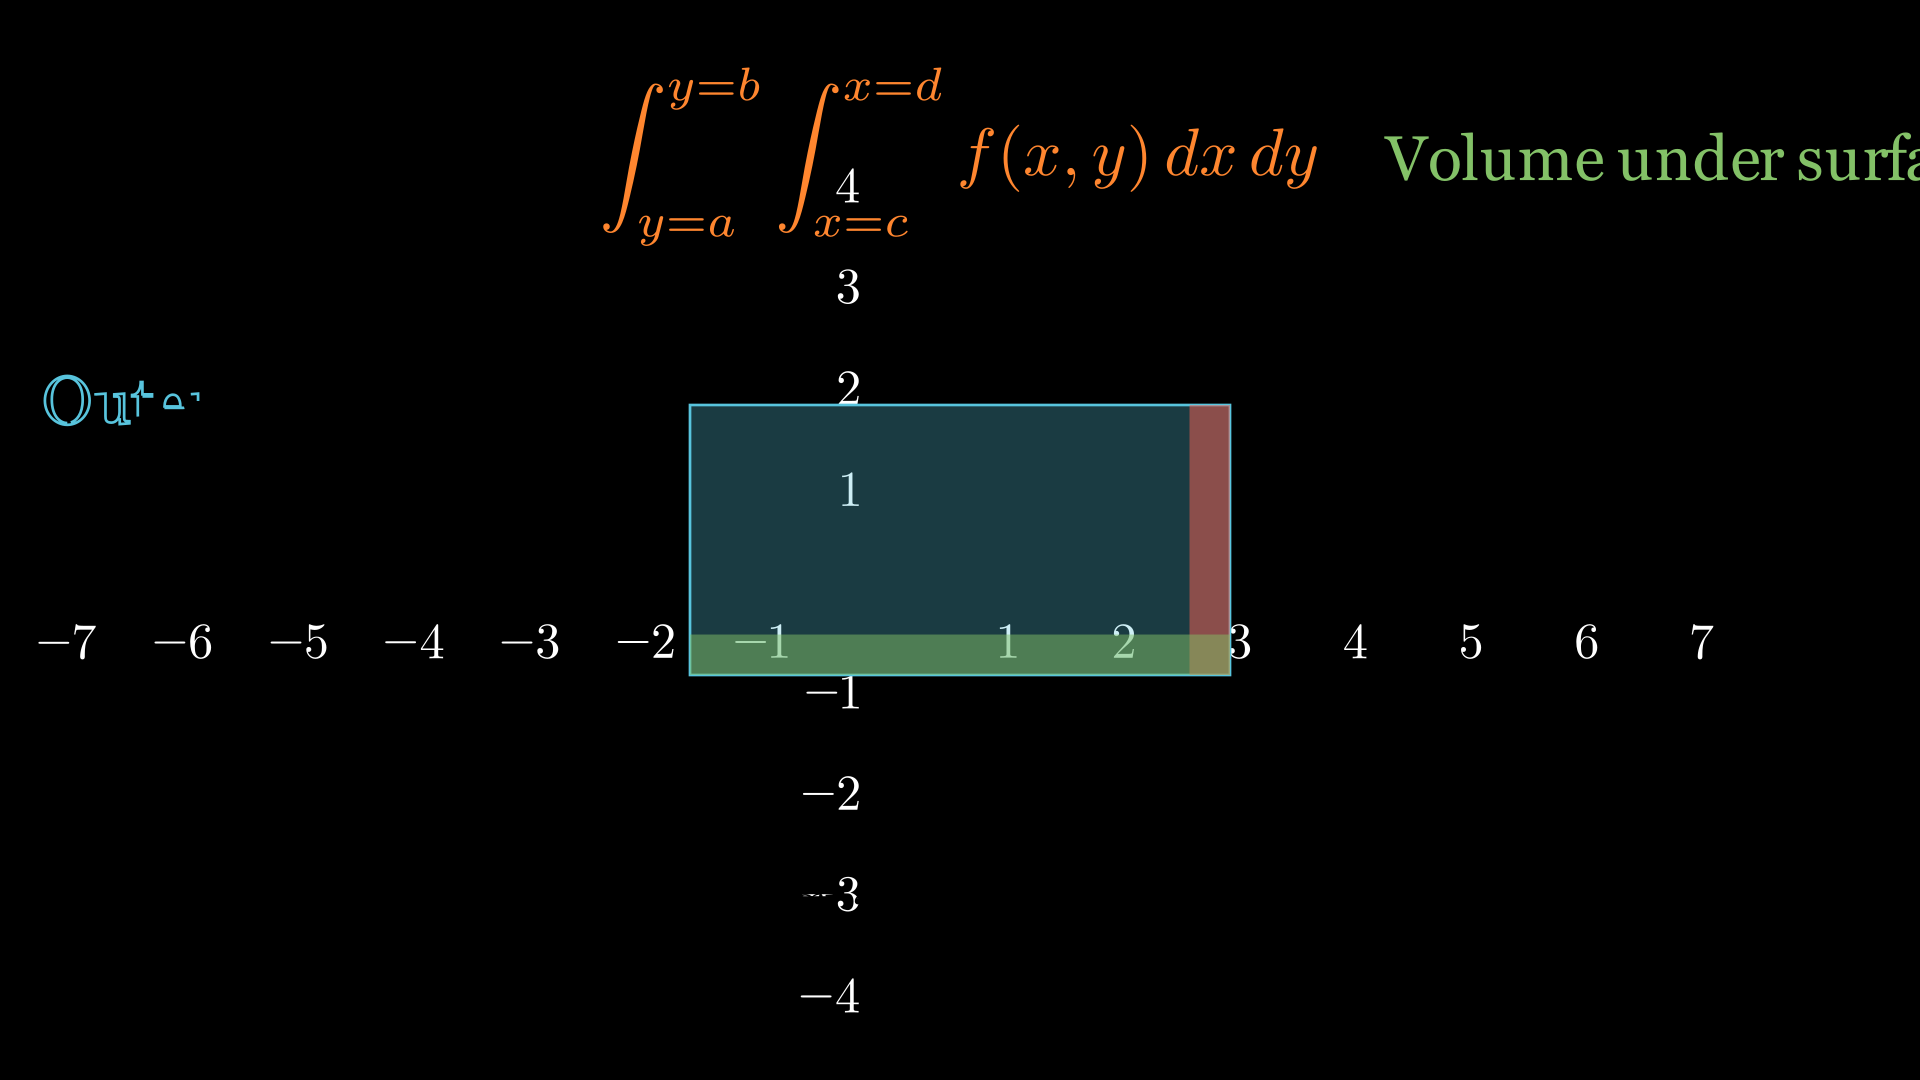 ∫_{y=a}^{y=b} ∫_{x=c}^{x=d} f(x, y) dx dy Volume under surfa
4
3
2
Outer
1
−7 −6 −5 −4 −3 −2 −1 1 2 3 4 5 6 7
−1
−2
−3
−4